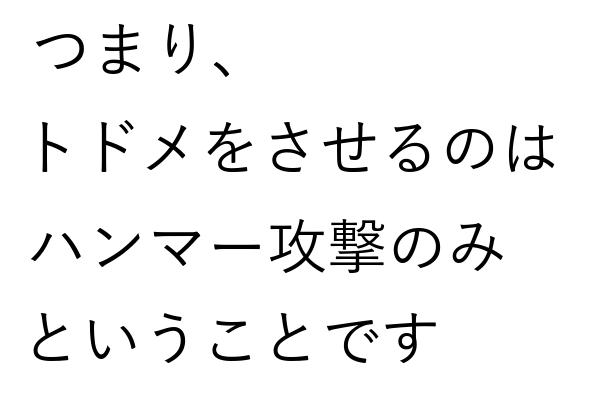 つまり、
トドメをさせるのは
ハンマー攻撃のみ
ということです